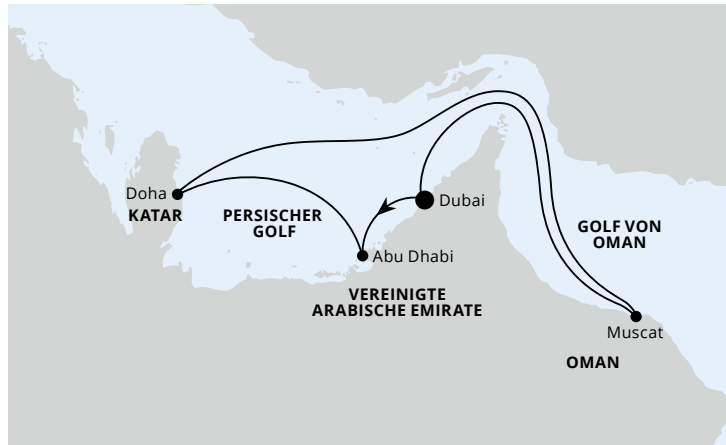 Doha
KATAR
PERSISCHER
GOLF
Dubai
Abu Dhabi
GOLF VON
OMAN
VEREINIGTE
ARABISCHE EMIRATE
Muscat
OMAN